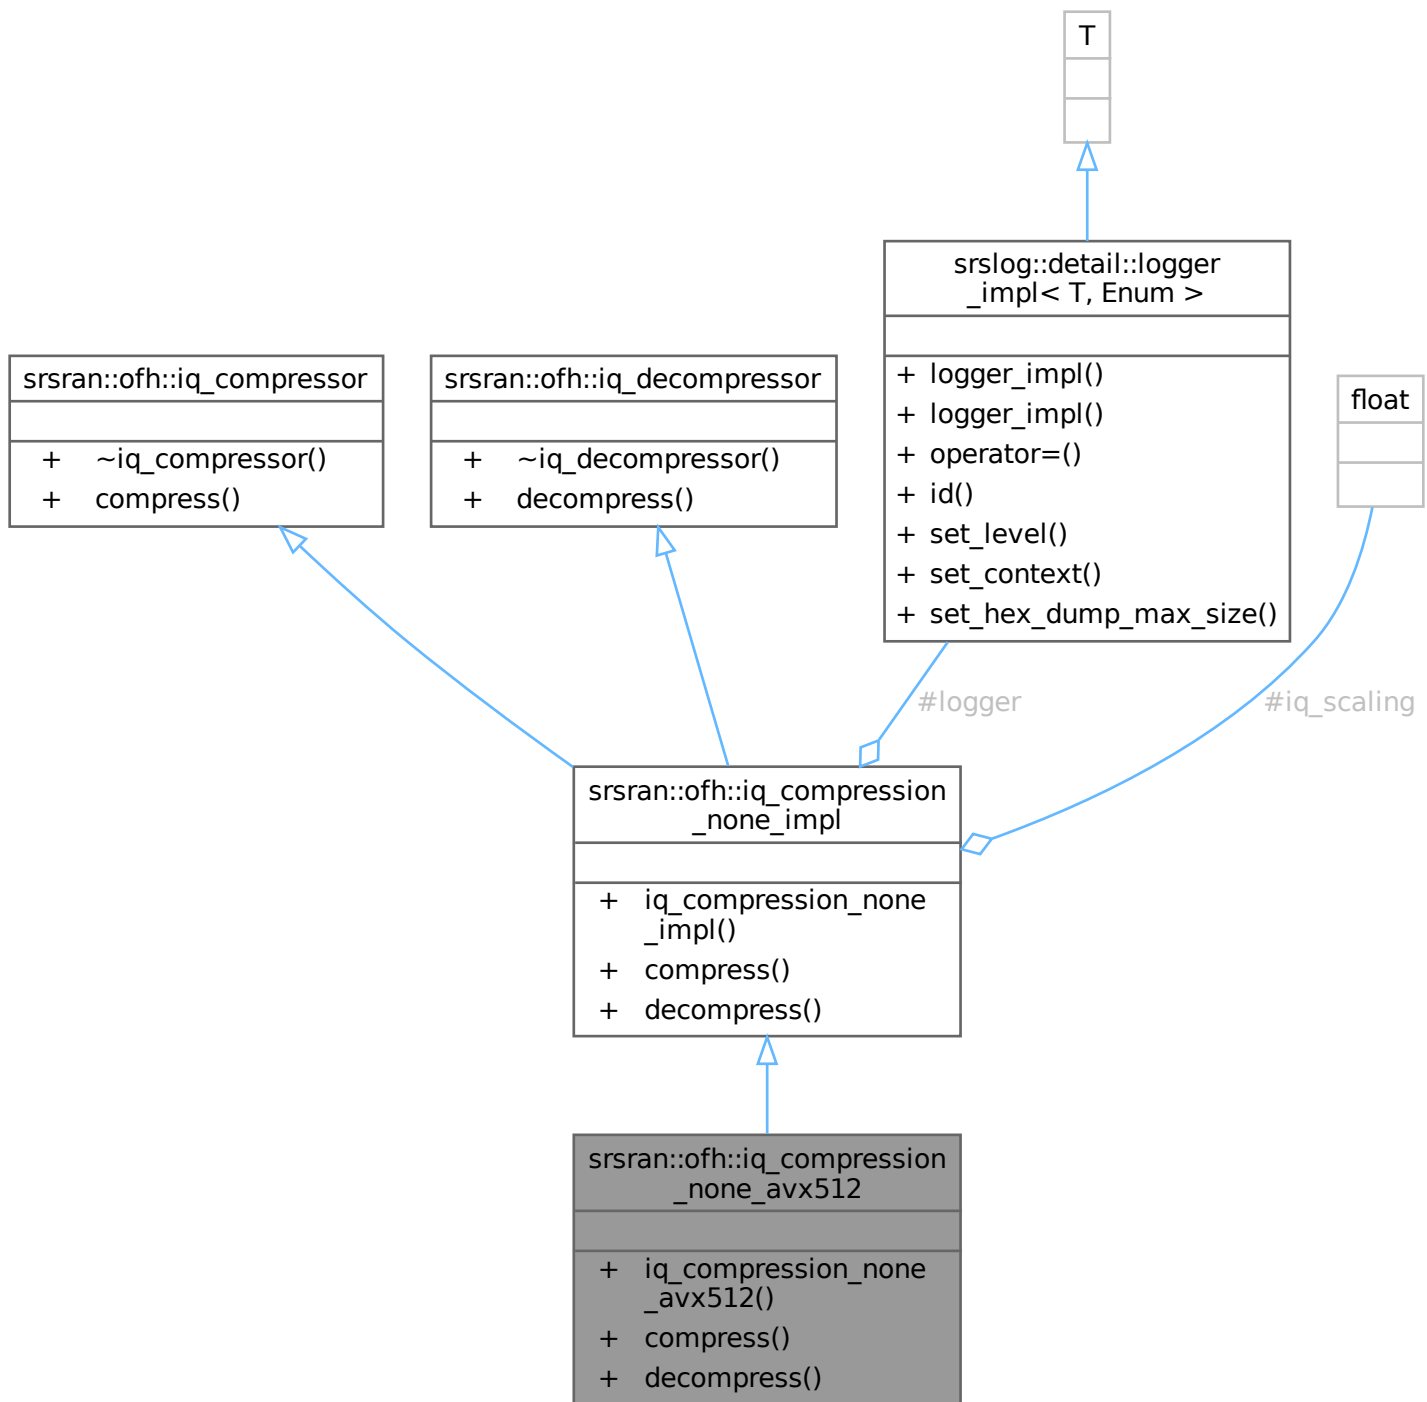 T
srslog::detail::logger
_impl< T, Enum >
+ logger_impl()
+ logger_impl()
+ operator=()
+ id()
+ set_level()
+ set_context()
+ set_hex_dump_max_size()
srsran::ofh::iq_compressor
+ ~iq_compressor()
+ compress()
srsran::ofh::iq_decompressor
+ ~iq_decompressor()
+ decompress()
float
#logger
#iq_scaling
srsran::ofh::iq_compression
_none_impl
+ iq_compression_none
_impl()
+ compress()
+ decompress()
srsran::ofh::iq_compression
_none_avx512
+ iq_compression_none
_avx512()
+ compress()
+ decompress()